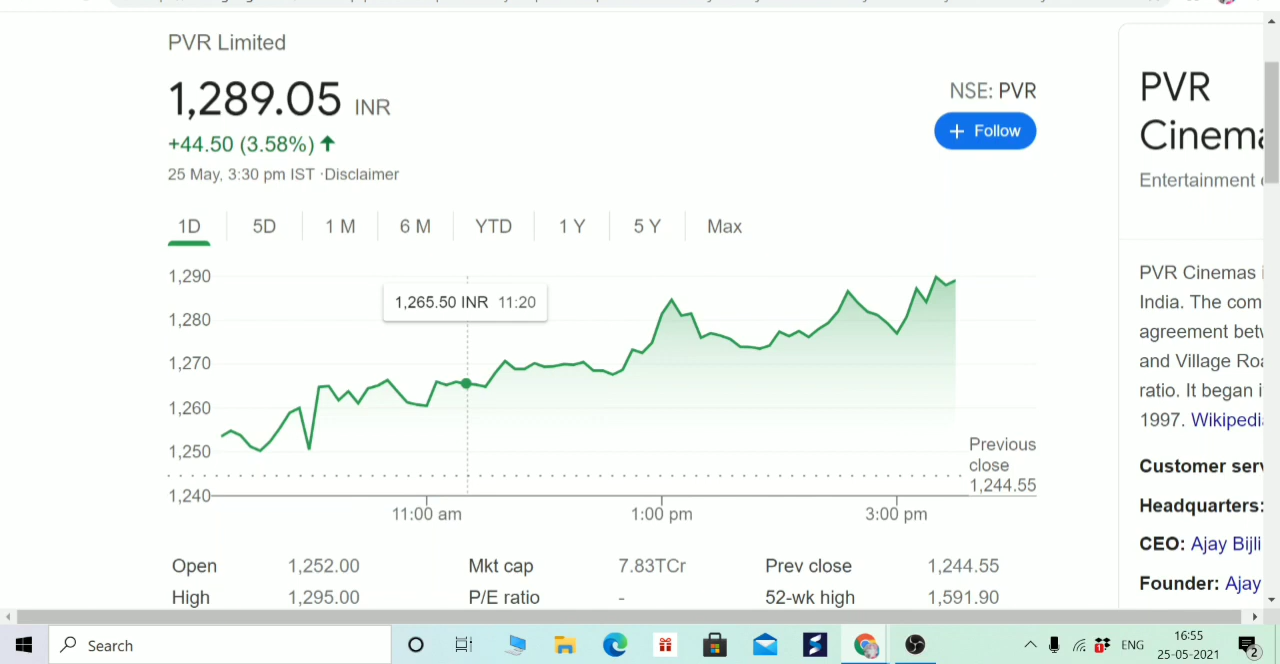 PVR Limited
1,289.05 INR
+44.50 (3.58%)
25 May, 3:30 pm IST ·Disclaimer
NSE: PVR
+ Follow
1D 5D 1 M 6 M YTD 1 Y 5 Y Max
1,290
1,265.50 INR 11:20
1,280
1,270
1,260
1,250
1,240
Previous
close
1,244.55
11:00 am 1:00 pm 3:00 pm
Open 1,252.00 Mkt cap 7.83TCr Prev close 1,244.55
High 1,295.00 P/E ratio - 52-wk high 1,591.90
PVR
Cinema
Entertainment
PVR Cinemas
India. The com
agreement betw
and Village Roa
ratio. It began
1997. Wikipedia
Customer serv
Headquarters:
CEO: Ajay Bijli
Founder: Ajay
Search
ENG
16:55
25-05-2021
2